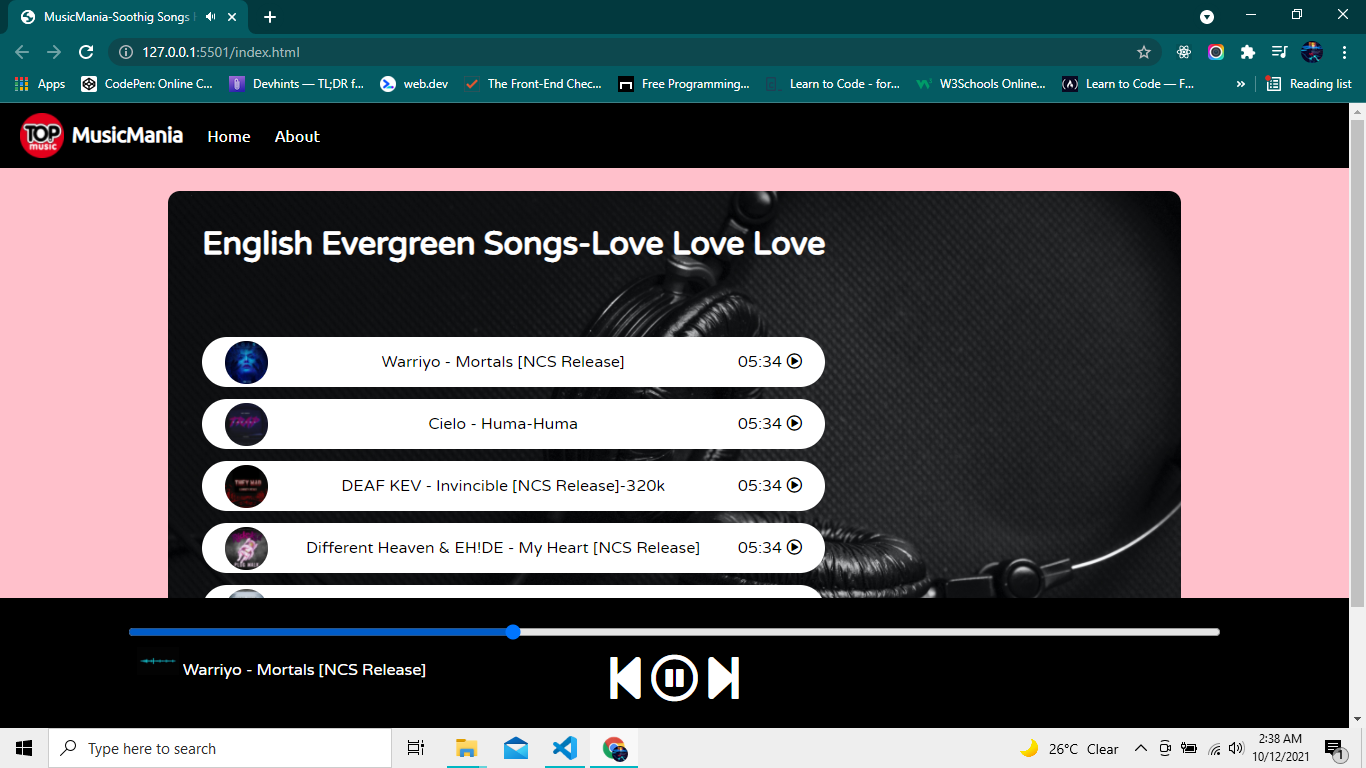 MusicMania-Soothig Songs
127.0.0.1:5501/index.html
Apps
CodePen: Online C...
Devhints — TL;DR f...
web.dev
The Front-End Chec...
Free Programming...
Learn to Code - for...
W3Schools Online...
Learn to Code — F...
»
Reading list
TOP
MUSIC
MusicMania
Home
About
English Evergreen Songs-Love Love Love
Warriyo - Mortals [NCS Release]
05:34
Cielo - Huma-Huma
05:34
DEAF KEV - Invincible [NCS Release]-320k
05:34
Different Heaven & EH!DE - My Heart [NCS Release]
05:34
Warriyo - Mortals [NCS Release]
Type here to search
26°C Clear
2:38 AM
10/12/2021
1